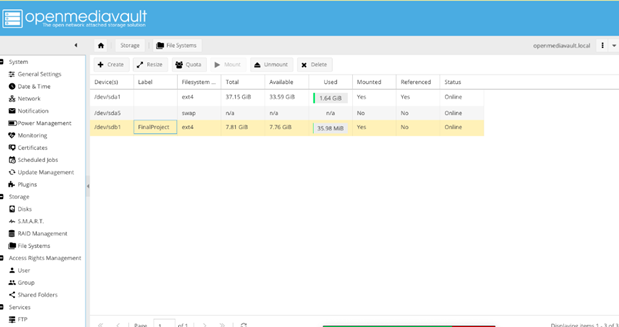 openmediavault
The open network attached storage solution
Storage File Systems openmediavault.local
System
General Settings
Date & Time
Network
Notification
Power Management
Monitoring
Certificates
Scheduled Jobs
Update Management
Plugins
Storage
Disks
S.M.A.R.T.
RAID Management
File Systems
Access Rights Management
User
Group
Shared Folders
Services
FTP
Create Resize Quota Mount Unmount Delete
Device(s) Label Filesystem ... Total Available Used Mounted Referenced Status
/dev/sda1 ext4 37.15 GiB 33.59 GiB 1.64 GiB Yes Yes Online
/dev/sda5 swap n/a n/a n/a No No Online
/dev/sdb1 FinalProject ext4 7.81 GiB 7.76 GiB 35.98 MiB Yes No Online
Page 1 of 1 Displaying items 1 - 3 of 3